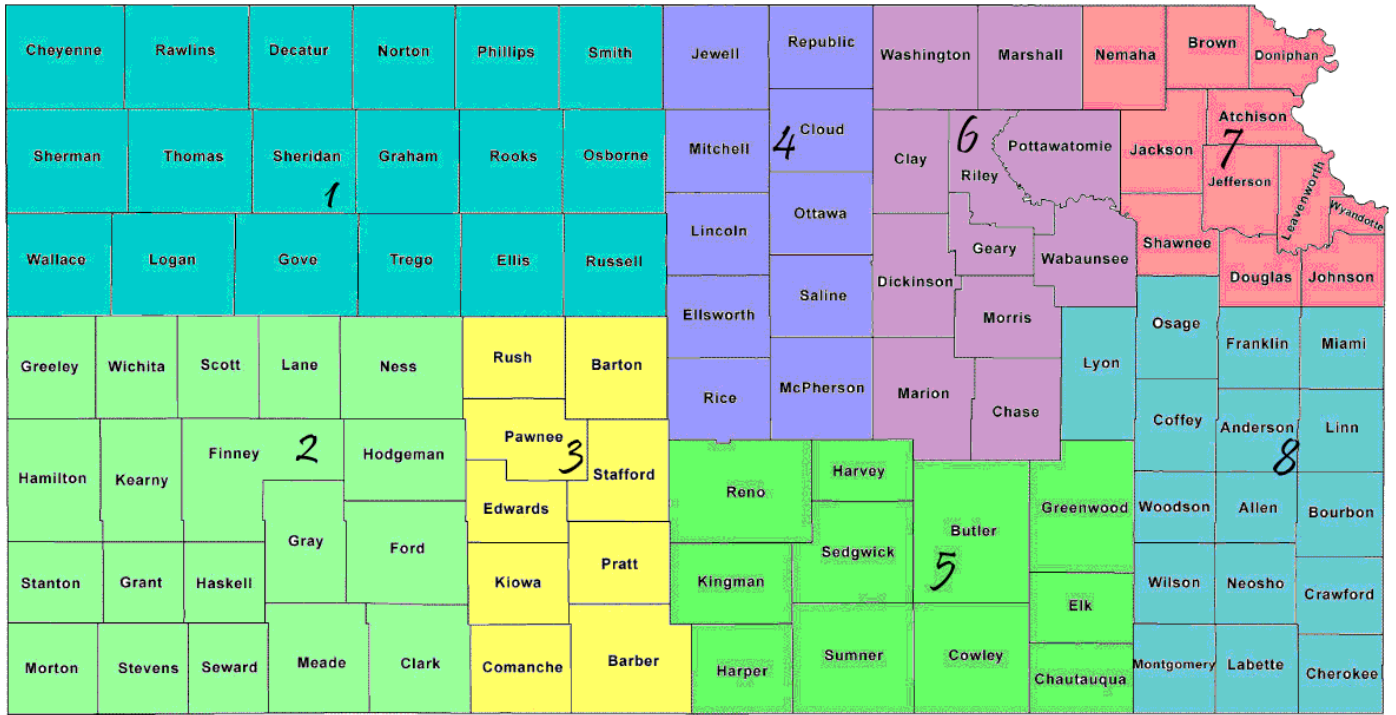 Cheyenne Rawlins Decatur Norton Phillips Smith Jewell Republic Washington Marshall Nemaha Brown Doniphan
Sherman Thomas Sheridan Graham Rooks Osborne Mitchell Cloud Clay Riley Pottawatomie Jackson Atchison
1 4 6 7
Jefferson Leavenworth Wyandotte
Wallace Logan Gove Trego Ellis Russell Lincoln Ottawa Dickinson Geary Wabaunsee Shawnee Douglas Johnson
Ellsworth Saline Morris Osage Franklin Miami
Greeley Wichita Scott Lane Ness Rush Barton Rice McPherson Marion Chase Lyon Coffey Anderson Linn
Hamilton Kearny Finney 2 Hodgeman Pawnee 3 Stafford Reno Harvey 8
Edwards Sedgwick Butler Greenwood Woodson Allen Bourbon
Gray Ford
Stanton Grant Haskell Kiowa Pratt Kingman 5 Elk Wilson Neosho Crawford
Morton Stevens Seward Meade Clark Comanche Barber Harper Sumner Cowley Chautauqua Montgomery Labette Cherokee